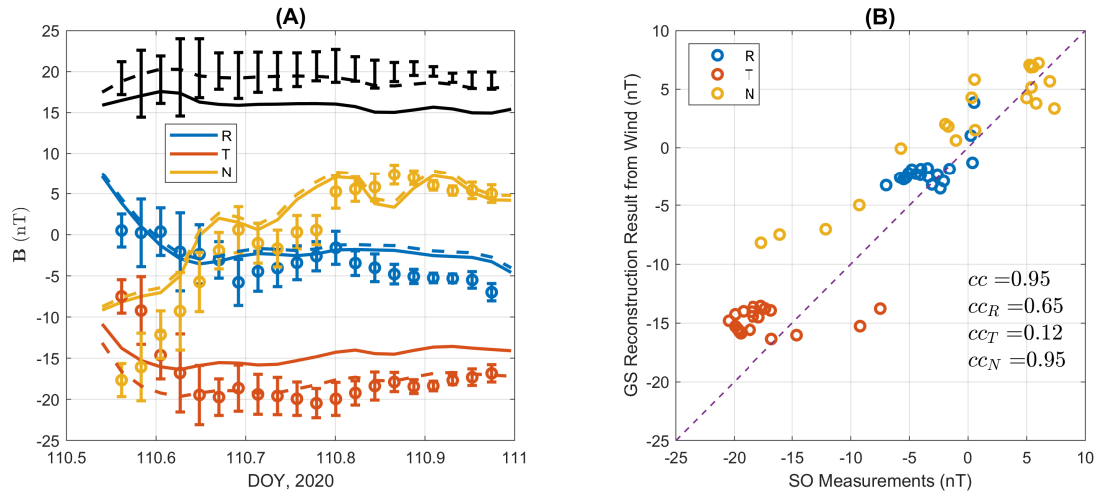 (A)
B (nT)
25
20
15
10
5
0
-5
-10
-15
-20
-25
R
T
N
110.5
110.6
110.7
110.8
110.9
111
DOY, 2020
(B)
GS Reconstruction Result from Wind (nT)
10
5
0
-5
-10
-15
-20
-25
R
T
N
cc =0.95
cc_R =0.65
cc_T =0.12
cc_N =0.95
-25
-20
-15
-10
-5
0
5
10
SO Measurements (nT)